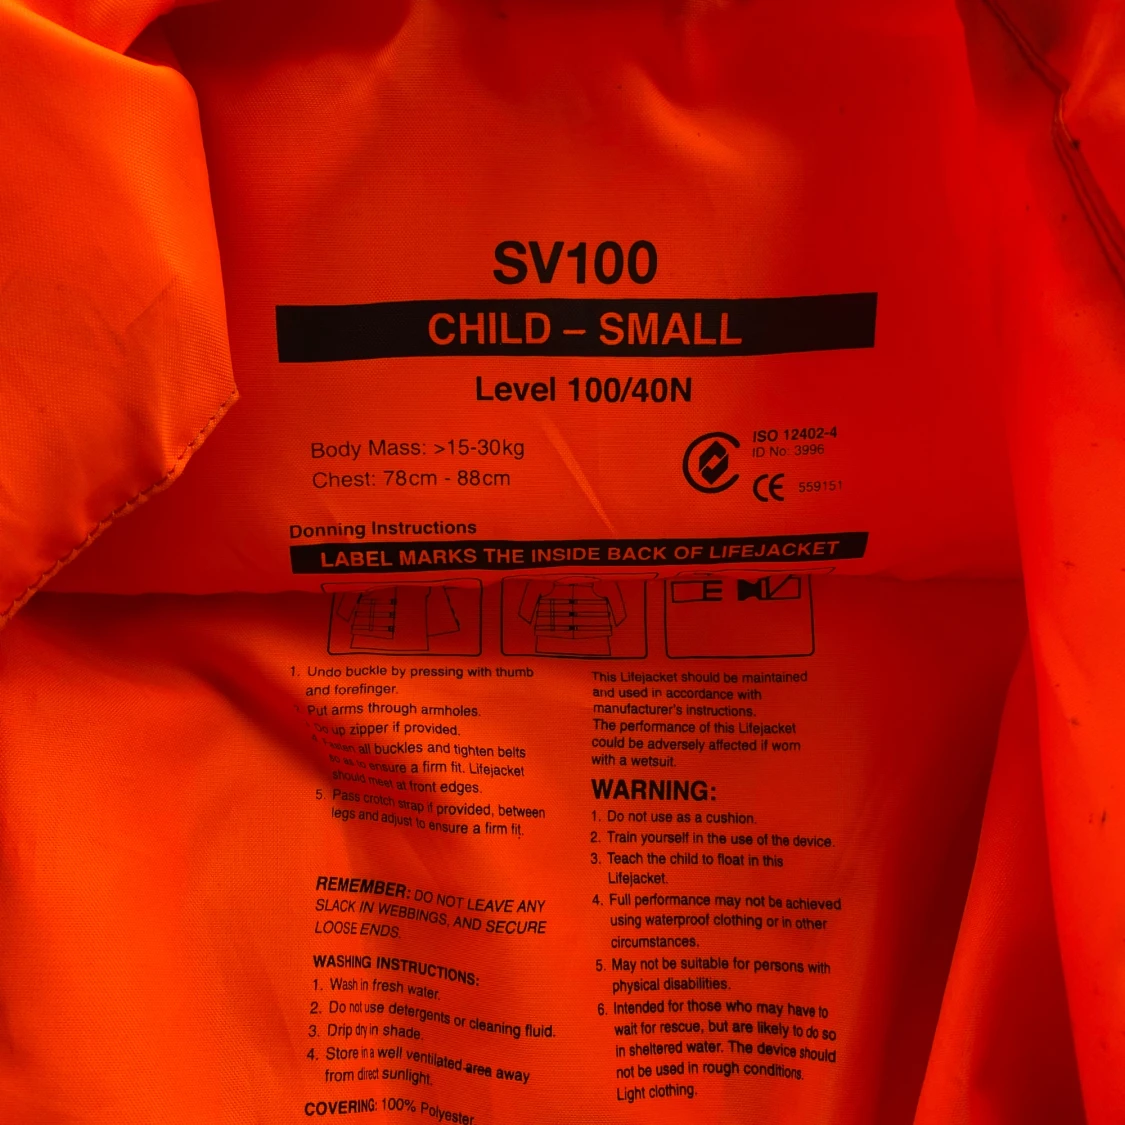 SV100
CHILD – SMALL
Level 100/40N
Body Mass: >15-30kg
Chest: 78cm - 88cm
ISO 12402-4
ID No: 3996
CE 559151
Donning Instructions
LABEL MARKS THE INSIDE BACK OF LIFEJACKET
1. Undo buckle by pressing with thumb
and forefinger.
Put arms through armholes.
up zipper if provided.
all buckles and tighten belts
so as to ensure a firm fit. Lifejacket
should meet at front edges.
5. Pass crotch strap if provided, between
legs and adjust to ensure a firm fit.
REMEMBER: DO NOT LEAVE ANY
SLACK IN WEBBINGS, AND SECURE
LOOSE ENDS.
WASHING INSTRUCTIONS:
1. Wash in fresh water.
2. Do not use detergents or cleaning fluid.
3. Drip dry in shade.
4. Store in a well ventilated area away
from direct sunlight.
COVERING: 100% Polyester
This Lifejacket should be maintained
and used in accordance with
manufacturer's instructions.
The performance of this Lifejacket
could be adversely affected if worn
with a wetsuit.
WARNING:
1. Do not use as a cushion.
2. Train yourself in the use of the device.
3. Teach the child to float in this
Lifejacket.
4. Full performance may not be achieved
using waterproof clothing or in other
circumstances.
5. May not be suitable for persons with
physical disabilities.
6. Intended for those who may have to
wait for rescue, but are likely to do so
in sheltered water. The device should
not be used in rough conditions.
Light clothing.